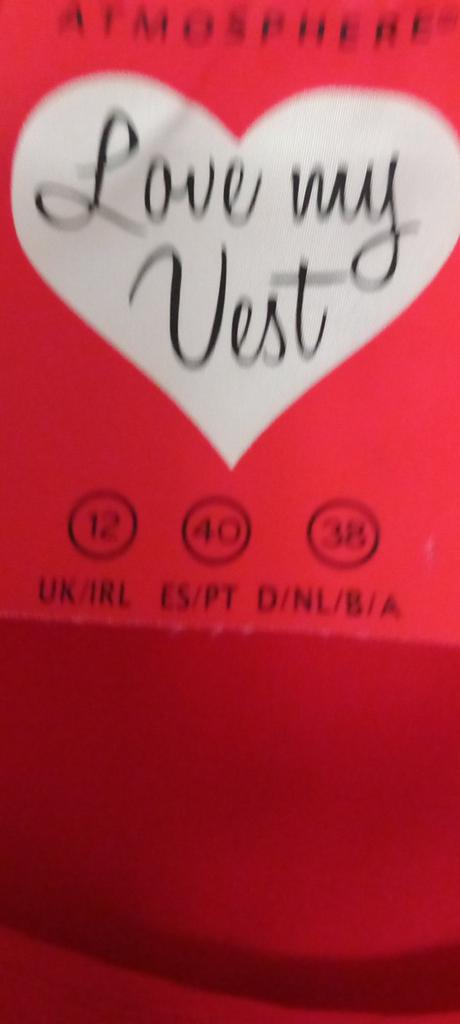 ATMOSPHERE®
Love my
Vest
12 40 38
UK/IRL ES/PT D/NL/B/A